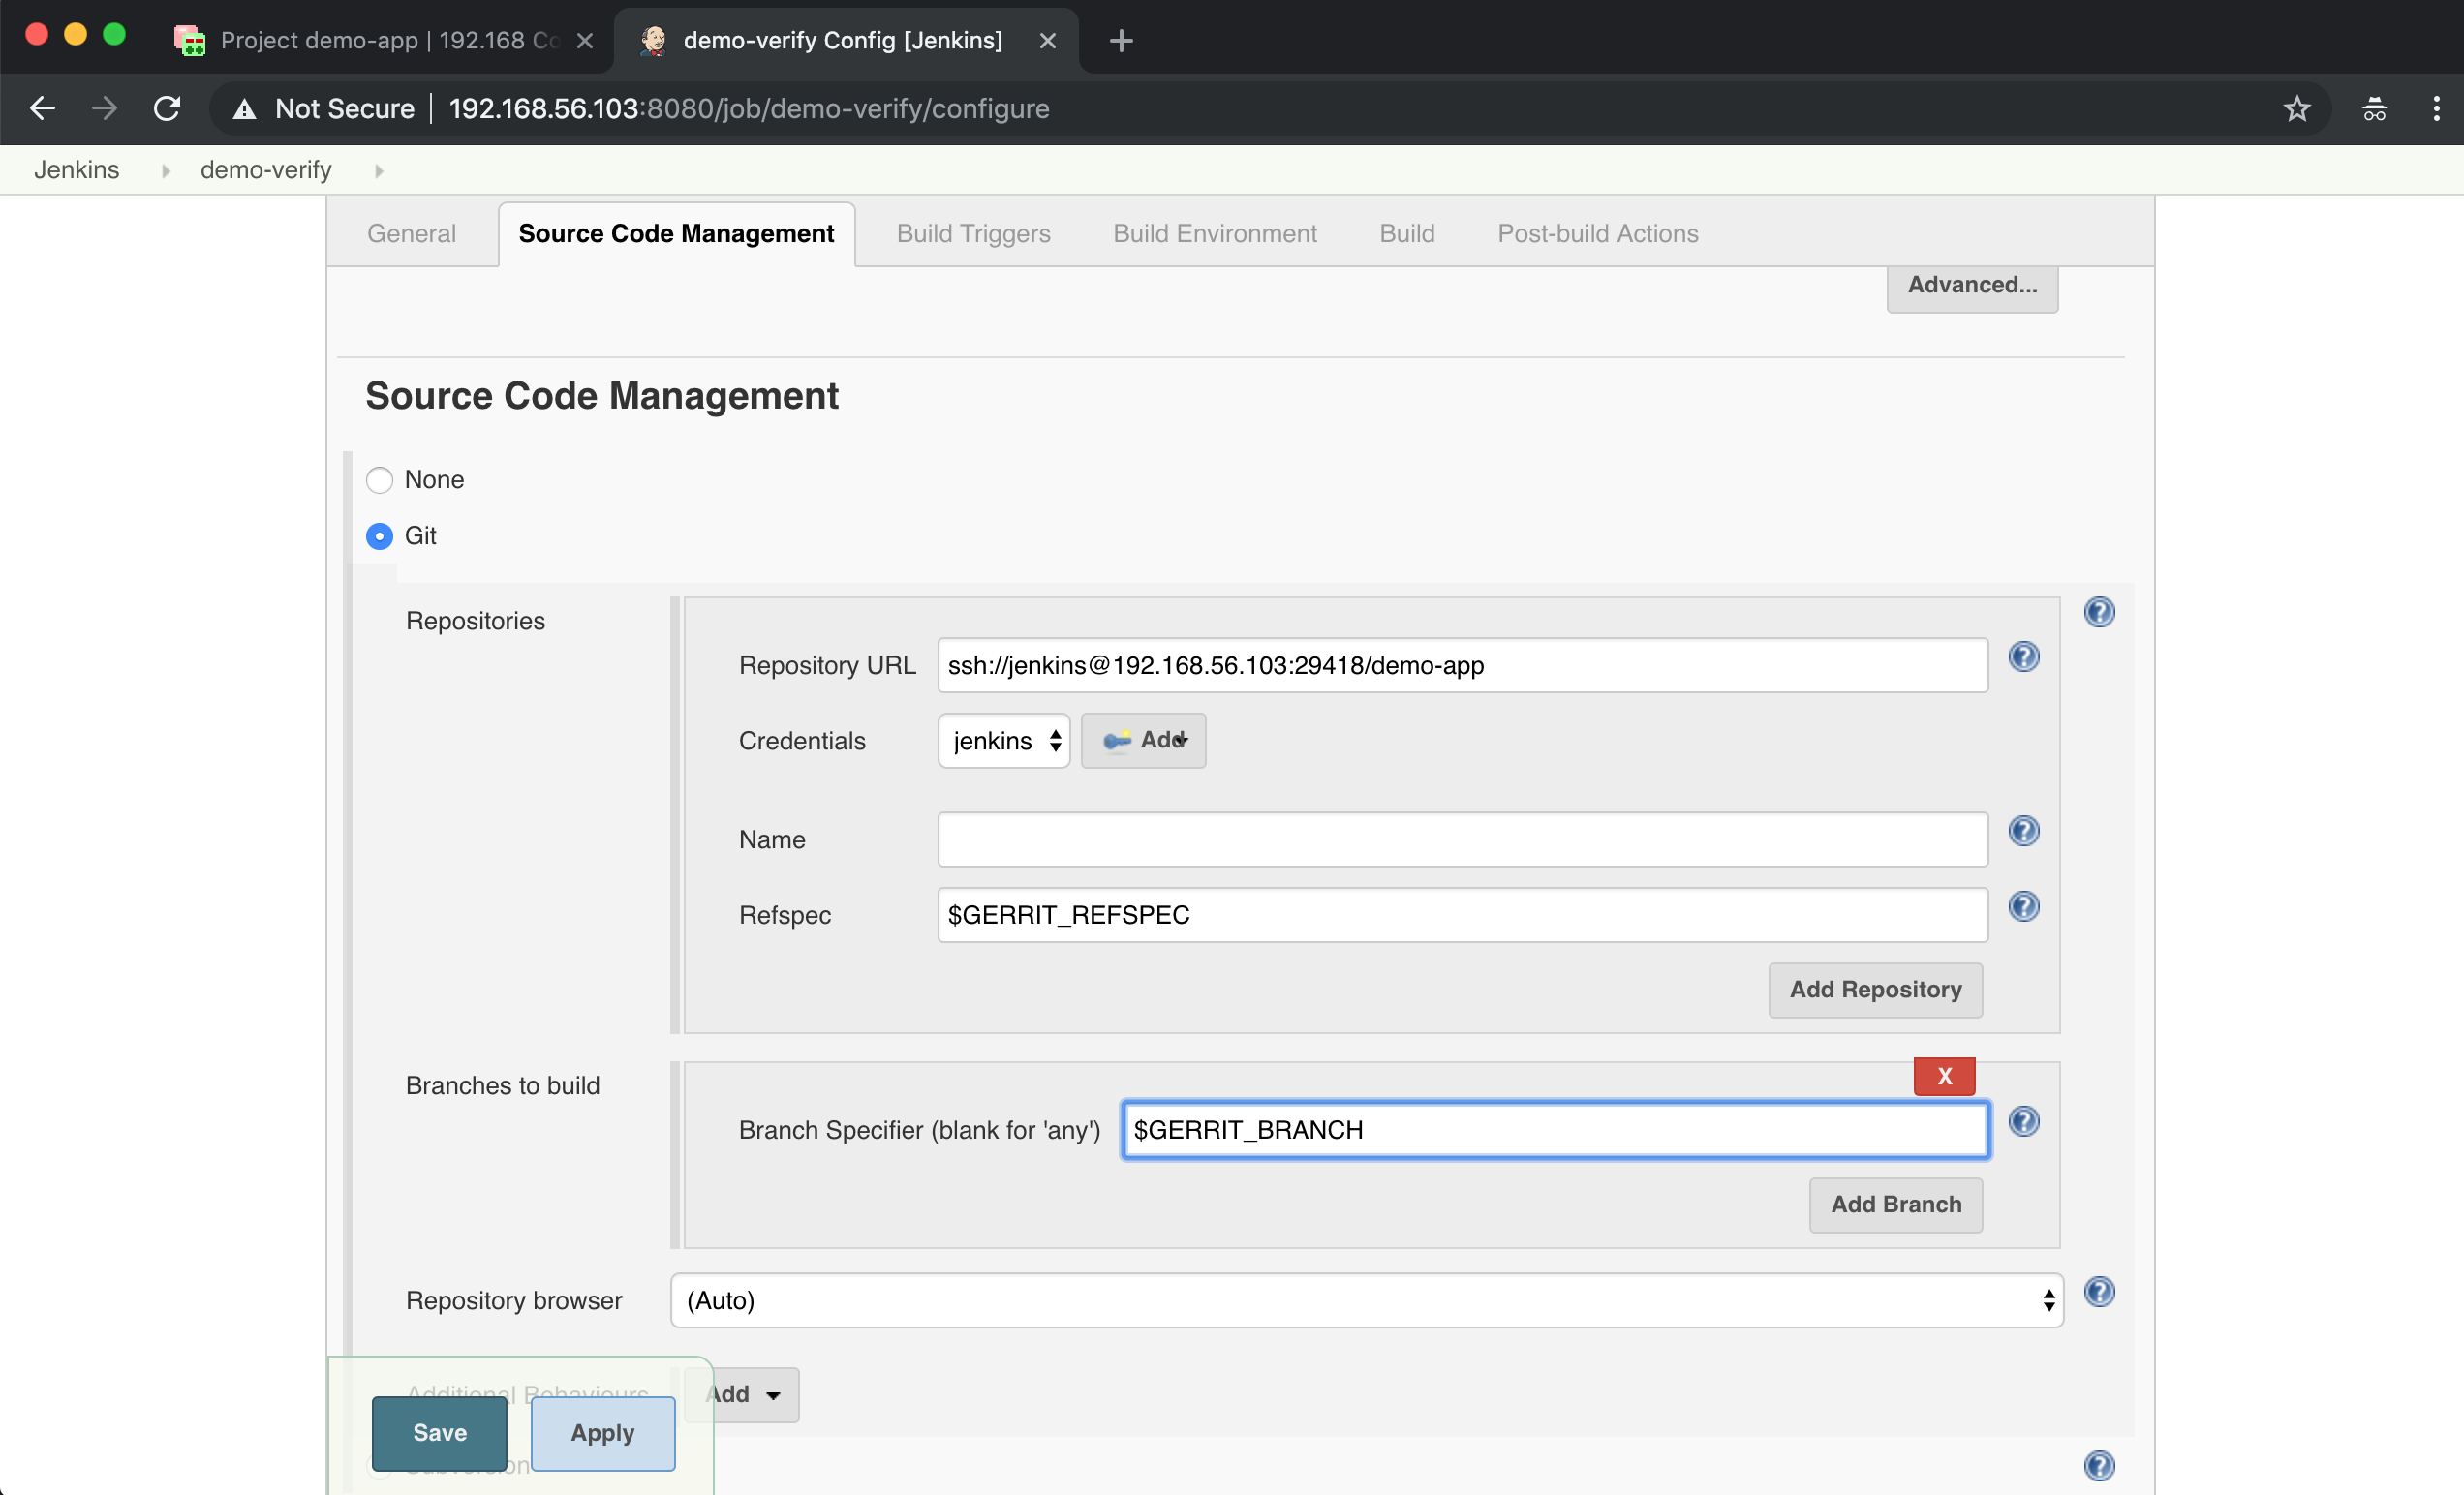 Project demo-app | 192.168 Co
demo-verify Config [Jenkins]
Not Secure | 192.168.56.103:8080/job/demo-verify/configure
Jenkins demo-verify
General Source Code Management Build Triggers Build Environment Build Post-build Actions
Advanced...
Source Code Management
None
Git
Repositories
Repository URL ssh://jenkins@192.168.56.103:29418/demo-app
Credentials jenkins Add
Name
Refspec $GERRIT_REFSPEC
Add Repository
Branches to build
X
Branch Specifier (blank for 'any') $GERRIT_BRANCH
Add Branch
Repository browser (Auto)
Additional Behaviours Add
Save Apply
Subversion